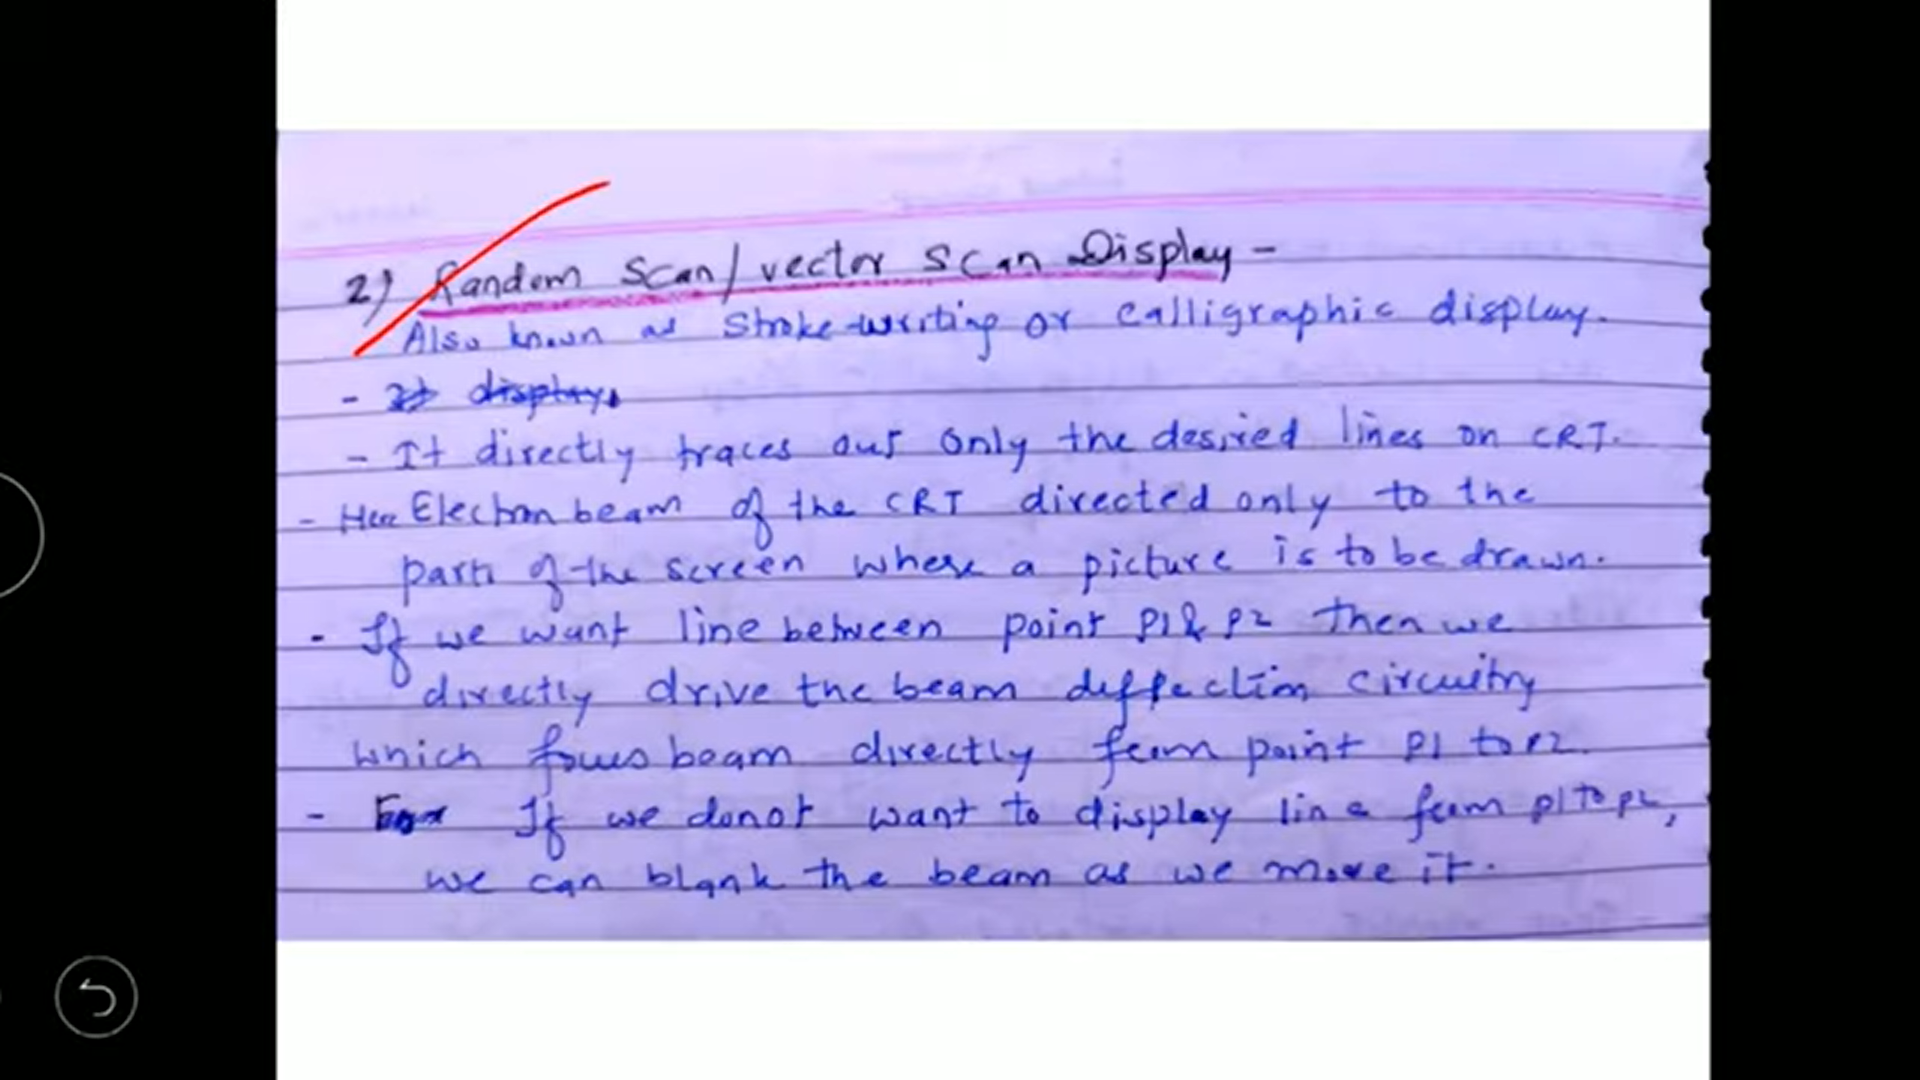 2) Random Scan/vector Scan Display -
Also known as Stroke-writing or calligraphic display.
- It display
- It directly traces out only the desired lines on CRT.
- Here Electron beam of the CRT directed only to the
parts of the screen where a picture is to be drawn.
- If we want line between point P1 & P2 then we
directly drive the beam deflection circuitry
which focus beam directly from point P1 to P2.
- If we donot want to display line from p1 to p2,
we can blank the beam as we move it.